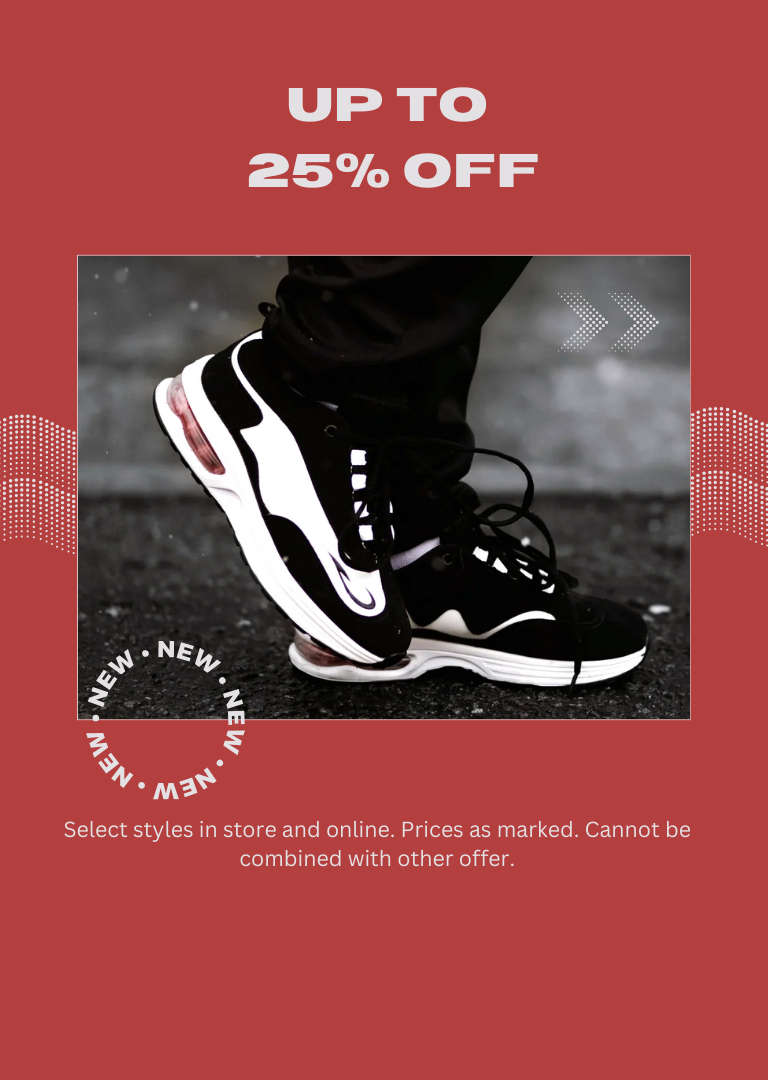 UP TO
25% OFF
NEW • NEW • NEW • NEW • NEW • NEW •
Select styles in store and online. Prices as marked. Cannot be
combined with other offer.